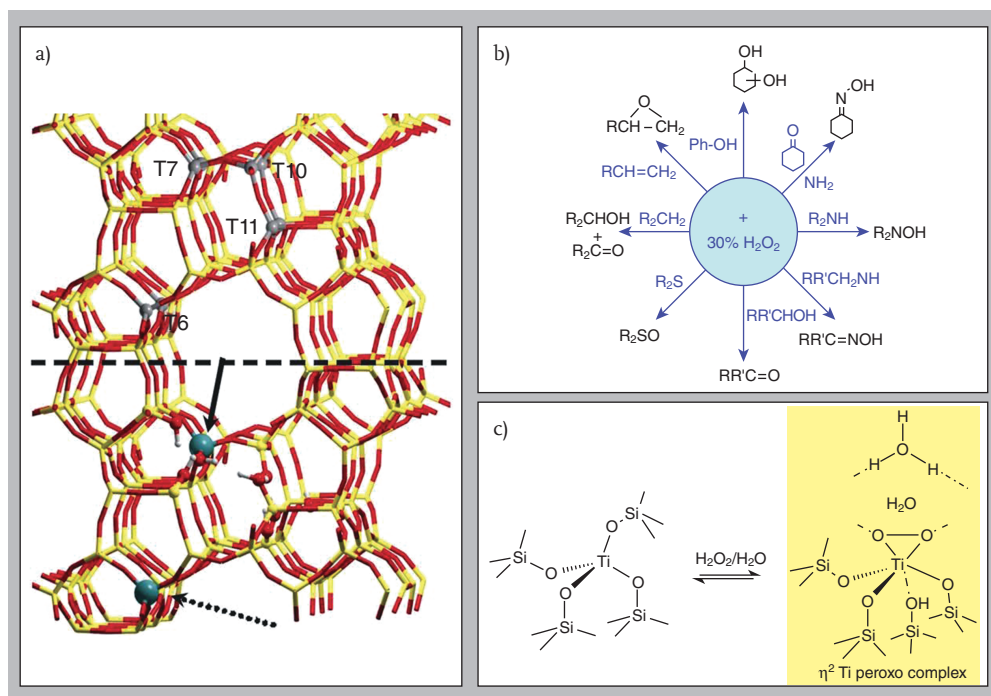 a)
T7
T10
T11
T6
b)
OH
OH
O
RCH–CH₂
N
OH
Ph-OH
O
RCH=CH₂
NH₂
R₂CHOH
+
R₂C=O
R₂CH₂
+
30% H₂O₂
R₂NH
R₂NOH
R₂S
RR'CH₂NH
RR'CHOH
R₂SO
RR'C=NOH
RR'C=O
c)
H
O
H
H
H₂O
Si
O
O
O
Ti
H₂O₂/H₂O
Si
Ti
Si
O
O
O
O
O
O
OH
Si
Si
Si
Si
Si
η² Ti peroxo complex